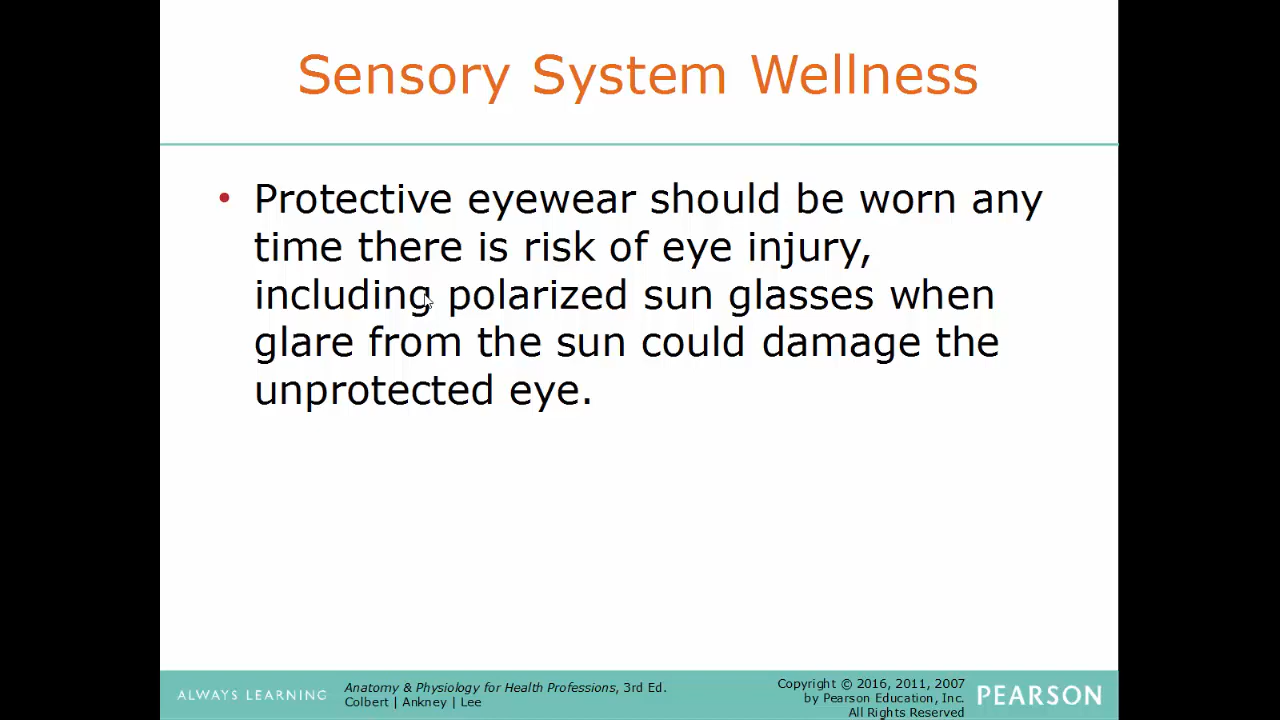 Sensory System Wellness
• Protective eyewear should be worn any
time there is risk of eye injury,
including polarized sun glasses when
glare from the sun could damage the
unprotected eye.
ALWAYS LEARNING
Anatomy & Physiology for Health Professions, 3rd Ed.
Colbert | Ankney | Lee
Copyright © 2016, 2011, 2007
by Pearson Education, Inc.
All Rights Reserved
PEARSON